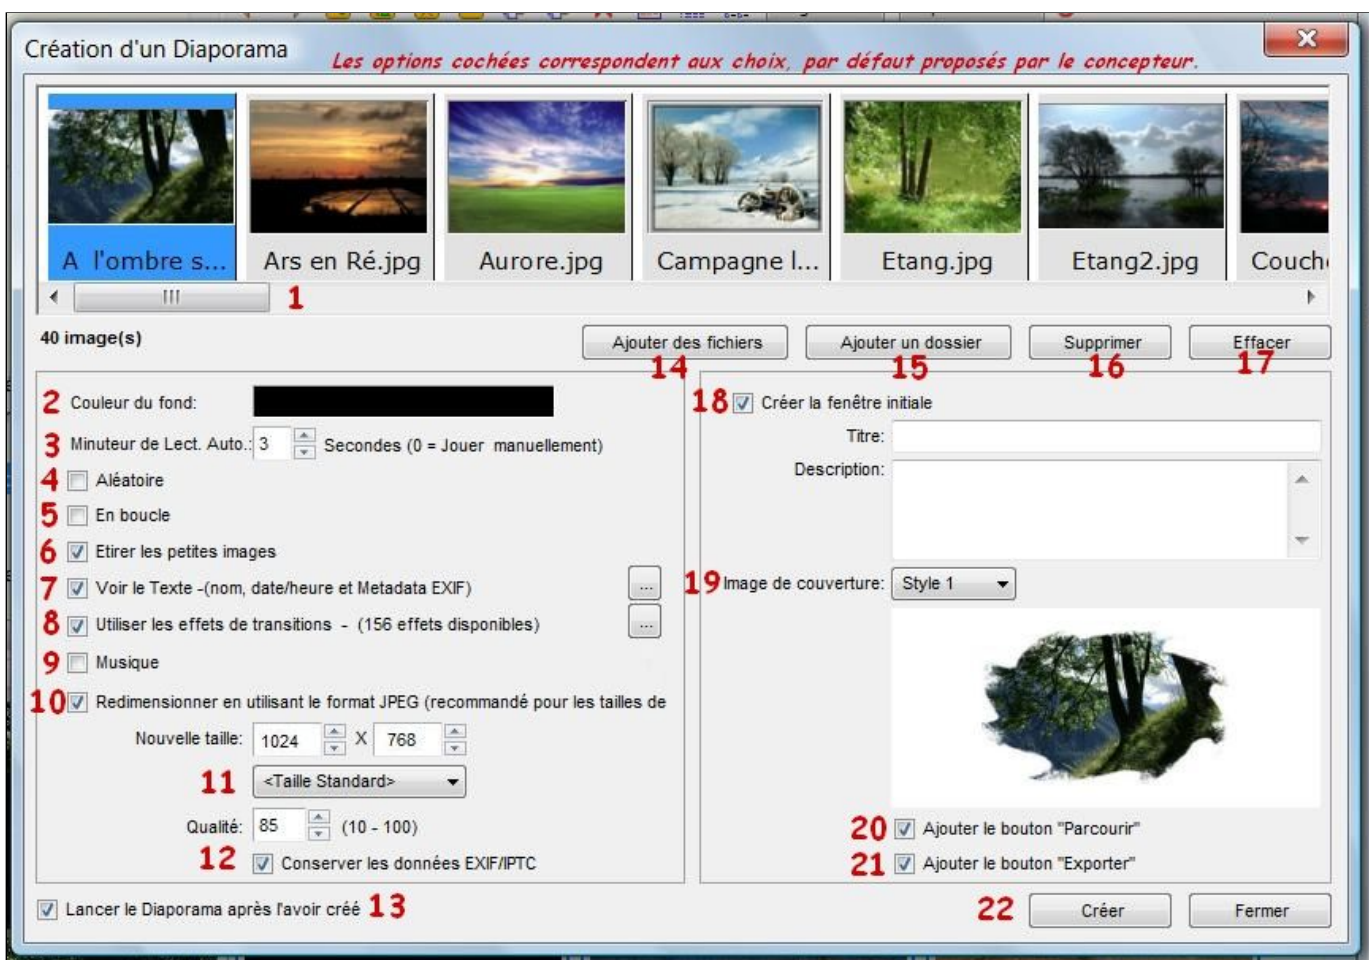 Création d'un Diaporama
Les options cochées correspondent aux choix, par défaut proposés par le concepteur.
A l'ombre s... Ars en Ré.jpg Aurore.jpg Campagne l... Etang.jpg Etang2.jpg Couch
1
40 image(s) Ajouter des fichiers Ajouter un dossier Supprimer Effacer
14 15 16 17
2 Couleur du fond:
3 Minuteur de Lect. Auto.: 3 Secondes (0 = Jouer manuellement)
4 Aléatoire
5 En boucle
6 Etirer les petites images
7 Voir le Texte -(nom, date/heure et Metadata EXIF) ...
8 Utiliser les effets de transitions - (156 effets disponibles) ...
9 Musique
10 Redimensionner en utilisant le format JPEG (recommandé pour les tailles de
Nouvelle taille: 1024 X 768
11 <Taille Standard>
Qualité: 85 (10 - 100)
12 Conserver les données EXIF/IPTC
18 Créer la fenêtre initiale
Titre:
Description:
19 Image de couverture: Style 1
20 Ajouter le bouton "Parcourir"
21 Ajouter le bouton "Exporter"
Lancer le Diaporama après l'avoir créé 13
22 Créer Fermer